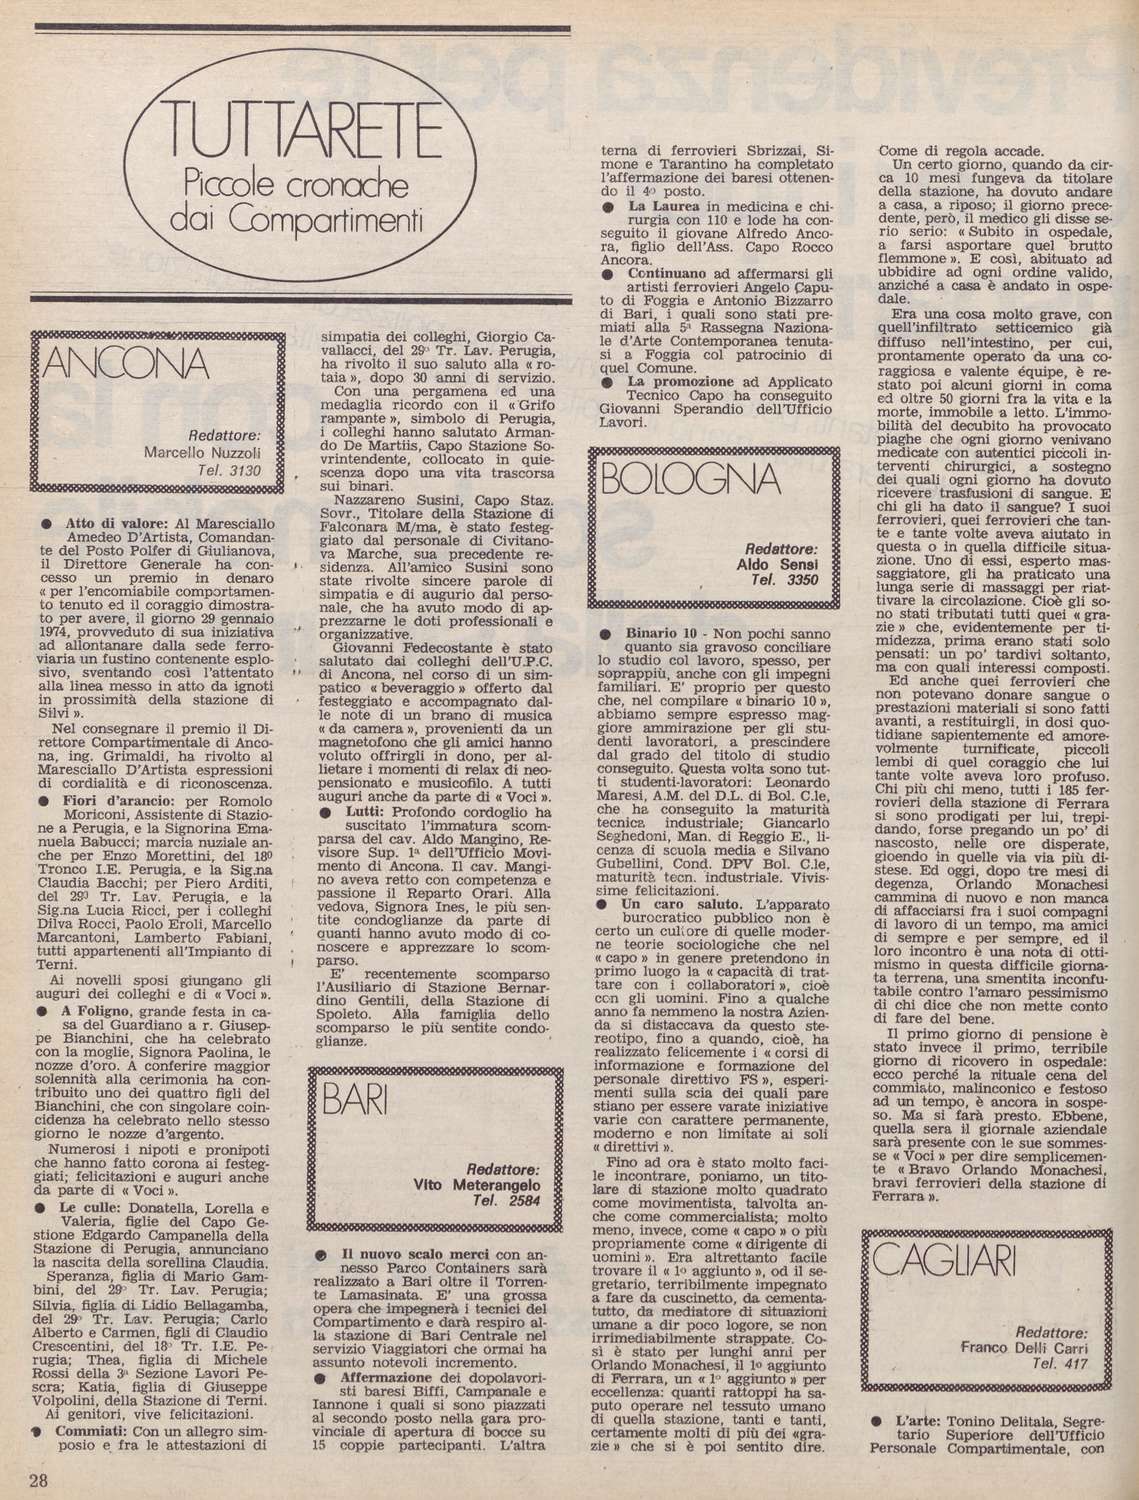 TUTTARETE
Piccole cronache
dai Compartimenti
ANCONA
Redattore:
Marcello Nuzzoli
Tel. 3130
● Atto di valore: Al Maresciallo
Amedeo D'Artista, Comandan-
te del Posto Polfer di Giulianova,
il Direttore Generale ha con-
cesso un premio in denaro
« per l'encomiabile comportamen-
to tenuto ed il coraggio dimostra-
to per avere, il giorno 29 gennaio
1974, provveduto di sua iniziativa
ad allontanare dalla sede ferro-
viaria un fustino contenente esplo-
sivo, sventando così l'attentato
alla linea messo in atto da ignoti
in prossimità della stazione di
Silvi ».
Nel consegnare il premio il Di-
rettore Compartimentale di Anco-
na, ing. Grimaldi, ha rivolto al
Maresciallo D'Artista espressioni
di cordialità e di riconoscenza.
● Fiori d'arancio: per Romolo
Moriconi, Assistente di Stazio-
ne a Perugia, e la Signorina Ema-
nuela Babucci; marcia nuziale an-
che per Enzo Morettini, del 18º
Tronco I.E. Perugia, e la Sig.na
Claudia Bacchi; per Piero Arditi,
del 29º Tr. Lav. Perugia, e la
Sig.na Lucia Ricci, per i colleghi
Dilva Rocci, Paolo Eroli, Marcello
Marcantoni, Lamberto Fabiani,
tutti appartenenti all'Impianto di
Terni.
Ai novelli sposi giungano gli
auguri dei colleghi e di « Voci ».
● A Foligno, grande festa in ca-
sa del Guardiano a r. Giusep-
pe Bianchini, che ha celebrato
con la moglie, Signora Paolina, le
nozze d'oro. A conferire maggior
solennità alla cerimonia ha con-
tribuito uno dei quattro figli del
Bianchini, che con singolare coin-
cidenza ha celebrato nello stesso
giorno le nozze d'argento.
Numerosi i nipoti e pronipoti
che hanno fatto corona ai festeg-
giati; felicitazioni e auguri anche
da parte di « Voci ».
● Le culle: Donatella, Lorella e
Valeria, figlie del Capo Ge-
stione Edgardo Campanella della
Stazione di Perugia, annunciano
la nascita della sorellina Claudia.
Speranza, figlia di Mario Gam-
bini, del 29º Tr. Lav. Perugia;
Silvia, figlia di Lidio Bellagamba,
del 29º Tr. Lav. Perugia; Carlo
Alberto e Carmen, figli di Claudio
Crescentini, del 18º Tr. I.E. Pe-
rugia; Thea, figlia di Michele
Rossi della 3ª Sezione Lavori Pe-
scra; Katia, figlia di Giuseppe
Volpolini, della Stazione di Terni.
Ai genitori, vive felicitazioni.
● Commiati: Con un allegro sim-
posio e fra le attestazioni di
simpatia dei colleghi, Giorgio Ca-
vallacci, del 29º Tr. Lav. Perugia,
ha rivolto il suo saluto alla « ro-
taia », dopo 30 anni di servizio.
Con una pergamena ed una
medaglia ricordo con il « Grifo
rampante », simbolo di Perugia,
i colleghi hanno salutato Arman-
do De Martiis, Capo Stazione So-
vrintendente, collocato in quie-
scenza dopo una vita trascorsa
sui binari.
Nazzareno Susini, Capo Staz.
Sovr., Titolare della Stazione di
Falconara M/ma, è stato festeg-
giato dal personale di Civitano-
va Marche, sua precedente re-
sidenza. All'amico Susini sono
state rivolte sincere parole di
simpatia e di augurio dal perso-
nale, che ha avuto modo di ap-
prezzarne le doti professionali e
organizzative.
Giovanni Fedecostante è stato
salutato dai colleghi dell'U.P.C.
di Ancona, nel corso di un sim-
patico « beveraggio » offerto dal
festeggiato e accompagnato dal-
le note di un brano di musica
« da camera », provenienti da un
magnetofono che gli amici hanno
voluto offrirgli in dono, per al-
lietare i momenti di relax di neo-
pensionato e musicofilo. A tutti
auguri anche da parte di « Voci ».
● Lutti: Profondo cordoglio ha
suscitato l'immatura scom-
parsa del cav. Aldo Mangino, Re-
visore Sup. 1ª dell'Ufficio Movi-
mento di Ancona. Il cav. Mangi-
no aveva retto con competenza e
passione il Reparto Orari. Alla
vedova, Signora Ines, le più sen-
tite condoglianze da parte di
quanti hanno avuto modo di co-
noscere e apprezzare lo scom-
parso.
E' recentemente scomparso
l'Ausiliario di Stazione Bernar-
dino Gentili, della Stazione di
Spoleto. Alla famiglia dello
scomparso le più sentite condo-
glianze.
BARI
Redattore:
Vito Meterangelo
Tel. 2584
● Il nuovo scalo merci con an-
nesso Parco Containers sarà
realizzato a Bari oltre il Torren-
te Lamasinata. E' una grossa
opera che impegnerà i tecnici del
Compartimento e darà respiro al-
la stazione di Bari Centrale nel
servizio Viaggiatori che ormai ha
assunto notevoli incremento.
● Affermazione dei dopolavori-
sti baresi Biffi, Campanale e
Iannone i quali si sono piazzati
al secondo posto nella gara pro-
vinciale di apertura di bocce su
15 coppie partecipanti. L'altra
terna di ferrovieri Sbrizzai, Si-
mone e Tarantino ha completato
l'affermazione dei baresi ottenen-
do il 4º posto.
● La Laurea in medicina e chi-
rurgia con 110 e lode ha con-
seguito il giovane Alfredo Anco-
ra, figlio dell'Ass. Capo Rocco
Ancora.
● Continuano ad affermarsi gli
artisti ferrovieri Angelo Capu-
to di Foggia e Antonio Bizzarro
di Bari, i quali sono stati pre-
miati alla 5ª Rassegna Naziona-
le d'Arte Contemporanea tenuta-
si a Foggia col patrocinio di
quel Comune.
● La promozione ad Applicato
Tecnico Capo ha conseguito
Giovanni Sperandio dell'Ufficio
Lavori.
BOLOGNA
Redattore:
Aldo Sensi
Tel. 3350
● Binario 10 - Non pochi sanno
quanto sia gravoso conciliare
lo studio col lavoro, spesso, per
soprappiù, anche con gli impegni
familiari. E' proprio per questo
che, nel compilare « binario 10 »,
abbiamo sempre espresso mag-
giore ammirazione per gli stu-
denti lavoratori, a prescindere
dal grado del titolo di studio
conseguito. Questa volta sono tut-
ti studenti-lavoratori: Leonardo
Maresi, A.M. del D.L. di Bol. C.le,
che ha conseguito la maturità
tecnica industriale; Giancarlo
Seghedoni, Man. di Reggio E., li-
cenza di scuola media e Silvano
Gubellini, Cond. DPV Bol. C.le,
maturità tecn. industriale. Vivis-
sime felicitazioni.
● Un caro saluto. L'apparato
burocratico pubblico non è
certo un cultore di quelle moder-
ne teorie sociologiche che nel
« capo » in genere pretendono in
primo luogo la « capacità di trat-
tare con i collaboratori », cioè
con gli uomini. Fino a qualche
anno fa nemmeno la nostra Azien-
da si distaccava da questo ste-
reotipo, fino a quando, cioè, ha
realizzato felicemente i « corsi di
informazione e formazione del
personale direttivo FS », esperi-
menti sulla scia dei quali pare
stiano per essere varate iniziative
varie con carattere permanente,
moderno e non limitate ai soli
« direttivi ».
Fino ad ora è stato molto faci-
le incontrare, poniamo, un tito-
lare di stazione molto quadrato
come movimentista, talvolta an-
che come commercialista; molto
meno, invece, come « capo » o più
propriamente come « dirigente di
uomini ». Era altrettanto facile
trovare il « 1º aggiunto », od il se-
gretario, terribilmente impegnato
a fare da cuscinetto, da cementa-
tutto, da mediatore di situazioni
umane a dir poco logore, se non
irrimediabilmente strappate. Co-
sì è stato per lunghi anni per
Orlando Monachesi, il 1º aggiunto
di Ferrara, un « 1º aggiunto » per
eccellenza: quanti rattoppi ha sa-
puto operare nel tessuto umano
di quella stazione, tanti e tanti,
certamente molti di più dei «gra-
zie » che si è poi sentito dire.
Come di regola accade.
Un certo giorno, quando da cir-
ca 10 mesi fungeva da titolare
della stazione, ha dovuto andare
a casa, a riposo; il giorno prece-
dente, però, il medico gli disse se-
rio serio: « Subito in ospedale,
a farsi asportare quel brutto
flemmone ». E così, abituato ad
ubbidire ad ogni ordine valido,
anziché a casa è andato in ospe-
dale.
Era una cosa molto grave, con
quell'infiltrato setticemico già
diffuso nell'intestino, per cui,
prontamente operato da una co-
raggiosa e valente équipe, è re-
stato poi alcuni giorni in coma
ed oltre 50 giorni fra la vita e la
morte, immobile a letto. L'immo-
bilità del decubito ha provocato
piaghe che ogni giorno venivano
medicate con autentici piccoli in-
terventi chirurgici, a sostegno
dei quali ogni giorno ha dovuto
ricevere trasfusioni di sangue. E
chi gli ha dato il sangue? I suoi
ferrovieri, quei ferrovieri che tan-
te e tante volte aveva aiutato in
questa o in quella difficile situa-
zione. Uno di essi, esperto mas-
saggiatore, gli ha praticato una
lunga serie di massaggi per riat-
tivare la circolazione. Cioè gli so-
no stati tributati tutti quei « gra-
zie » che, evidentemente per ti-
midezza, prima erano stati solo
pensati: un po' tardivi soltanto,
ma con quali interessi composti.
Ed anche quei ferrovieri che
non potevano donare sangue o
prestazioni materiali si sono fatti
avanti, a restituirgli, in dosi quo-
tidiane sapientemente ed amore-
volmente turnificate, piccoli
lembi di quel coraggio che lui
tante volte aveva loro profuso.
Chi più chi meno, tutti i 185 fer-
rovieri della stazione di Ferrara
si sono prodigati per lui, trepi-
dando, forse pregando un po' di
nascosto, nelle ore disperate,
gioendo in quelle via via più di-
stese. Ed oggi, dopo tre mesi di
degenza, Orlando Monachesi
cammina di nuovo e non manca
di affacciarsi fra i suoi compagni
di lavoro di un tempo, ma amici
di sempre e per sempre, ed il
loro incontro è una nota di otti-
mismo in questa difficile giorna-
ta terrena, una smentita inconfu-
tabile contro l'amaro pessimismo
di chi dice che non mette conto
di fare del bene.
Il primo giorno di pensione è
stato invece il primo, terribile
giorno di ricovero in ospedale:
ecco perché la rituale cena del
commiato, malinconico e festoso
ad un tempo, è ancora in sospe-
so. Ma si farà presto. Ebbene,
quella sera il giornale aziendale
sarà presente con le sue sommes-
se « Voci » per dire semplicemen-
te « Bravo Orlando Monachesi,
bravi ferrovieri della stazione di
Ferrara ».
CAGLIARI
Redattore:
Franco Delli Carri
Tel. 417
● L'arte: Tonino Delitala, Segre-
tario Superiore dell'Ufficio
Personale Compartimentale, con
28